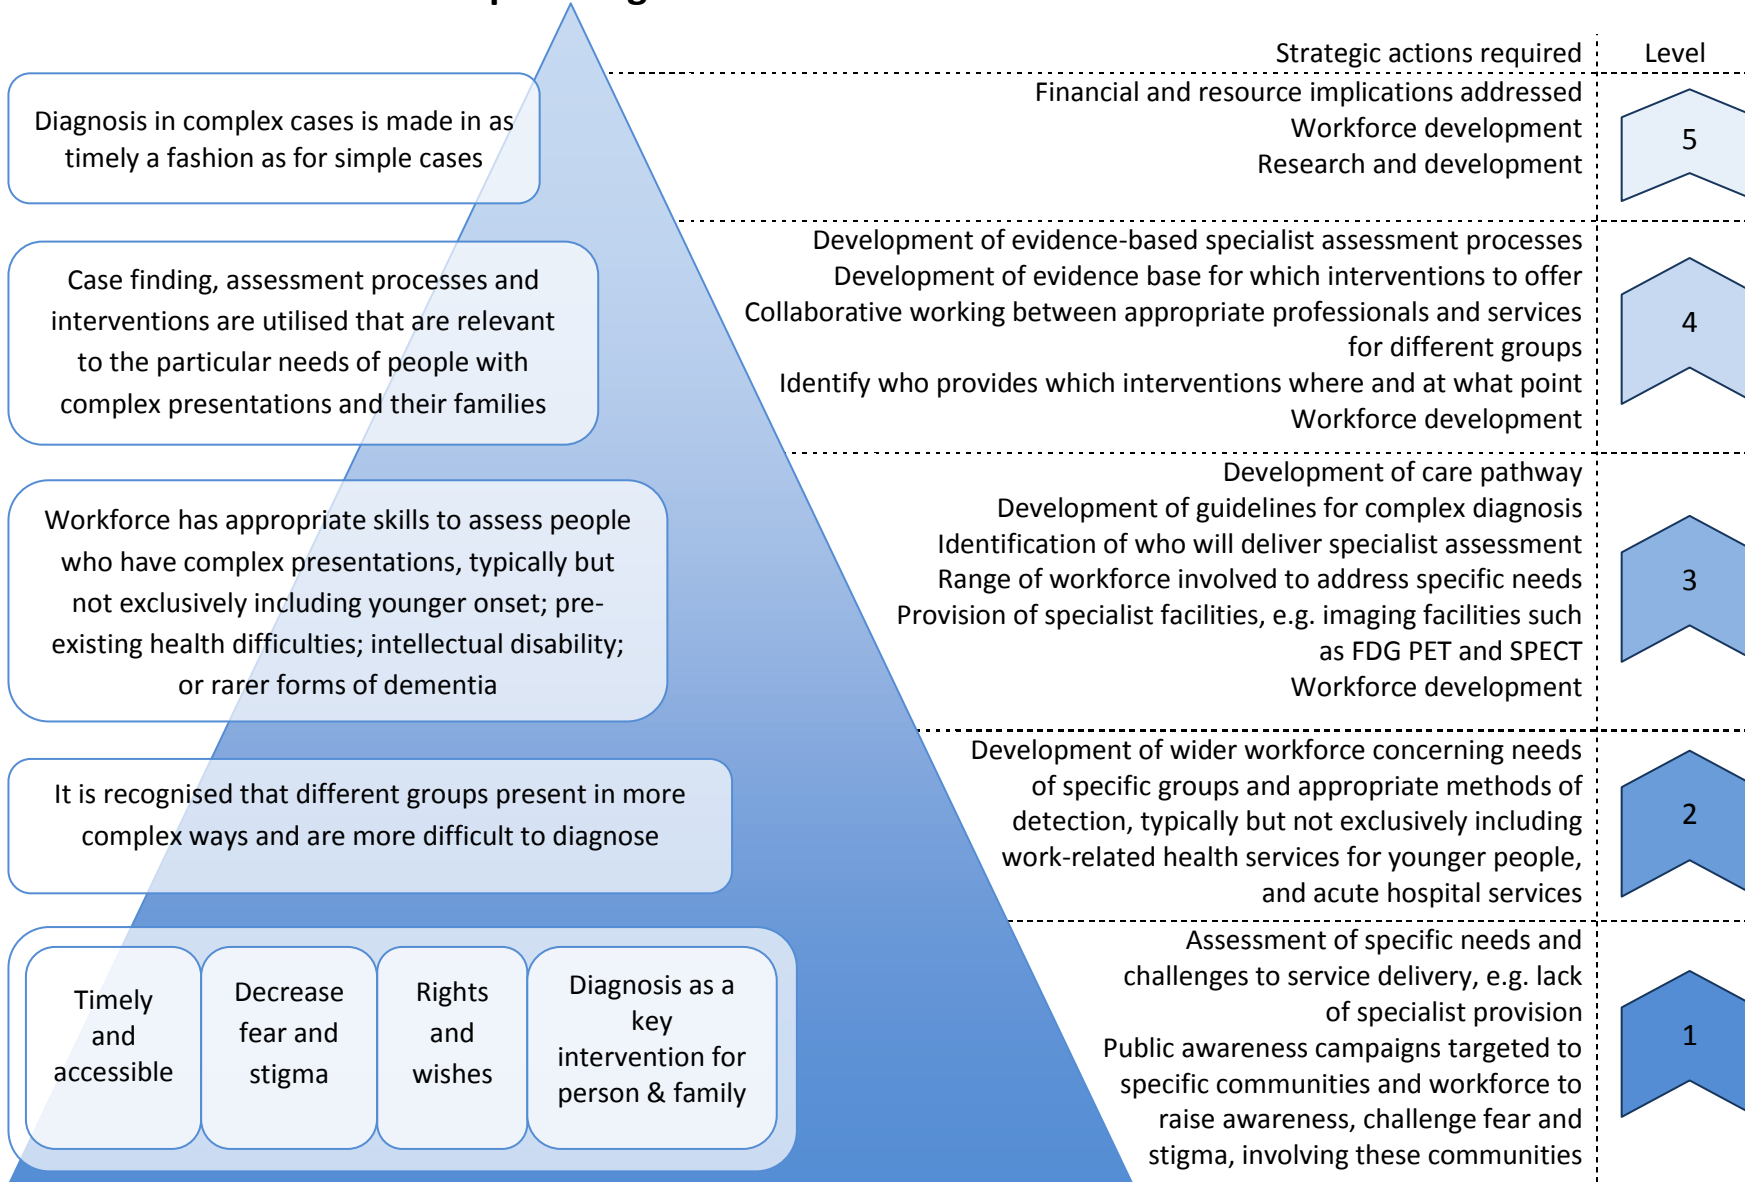 Strategic actions required
Level
Diagnosis in complex cases is made in as
timely a fashion as for simple cases
Financial and resource implications addressed
Workforce development
Research and development
5
Case finding, assessment processes and
interventions are utilised that are relevant
to the particular needs of people with
complex presentations and their families
Development of evidence-based specialist assessment processes
Development of evidence base for which interventions to offer
Collaborative working between appropriate professionals and services
for different groups
Identify who provides which interventions where and at what point
Workforce development
4
Workforce has appropriate skills to assess people
who have complex presentations, typically but
not exclusively including younger onset; pre-
existing health difficulties; intellectual disability;
or rarer forms of dementia
Development of care pathway
Development of guidelines for complex diagnosis
Identification of who will deliver specialist assessment
Range of workforce involved to address specific needs
Provision of specialist facilities, e.g. imaging facilities such
as FDG PET and SPECT
Workforce development
3
It is recognised that different groups present in more
complex ways and are more difficult to diagnose
Development of wider workforce concerning needs
of specific groups and appropriate methods of
detection, typically but not exclusively including
work-related health services for younger people,
and acute hospital services
2
Timely
and
accessible
Decrease
fear and
stigma
Rights
and
wishes
Diagnosis as a
key
intervention for
person & family
Assessment of specific needs and
challenges to service delivery, e.g. lack
of specialist provision
Public awareness campaigns targeted to
specific communities and workforce to
raise awareness, challenge fear and
stigma, involving these communities
1